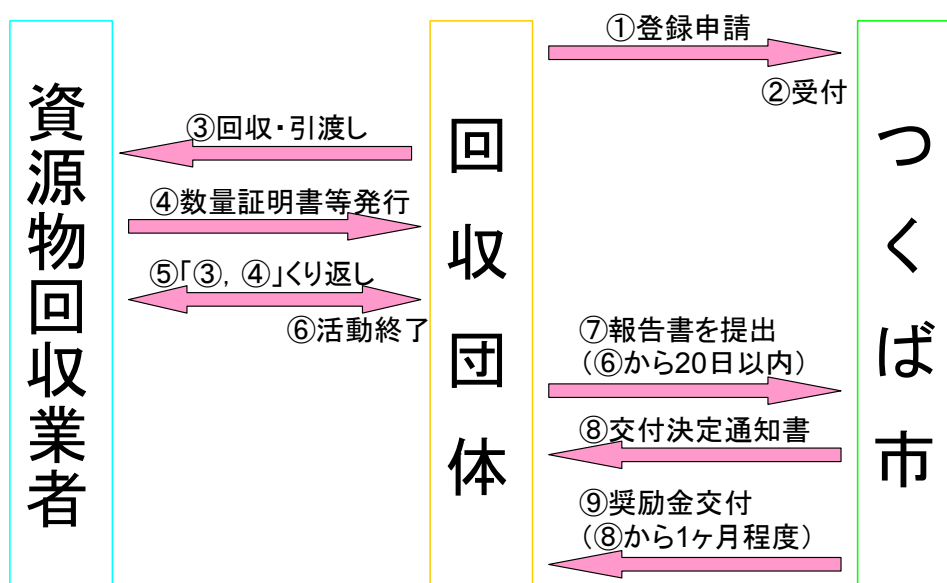 資源物回収業者
回収団体
つくば市
①登録申請
②受付
③回収・引渡し
④数量証明書等発行
⑤「③, ④」くり返し
⑥活動終了
⑦報告書を提出
（⑥から20日以内）
⑧交付決定通知書
⑨奨励金交付
（⑧から1ヶ月程度）